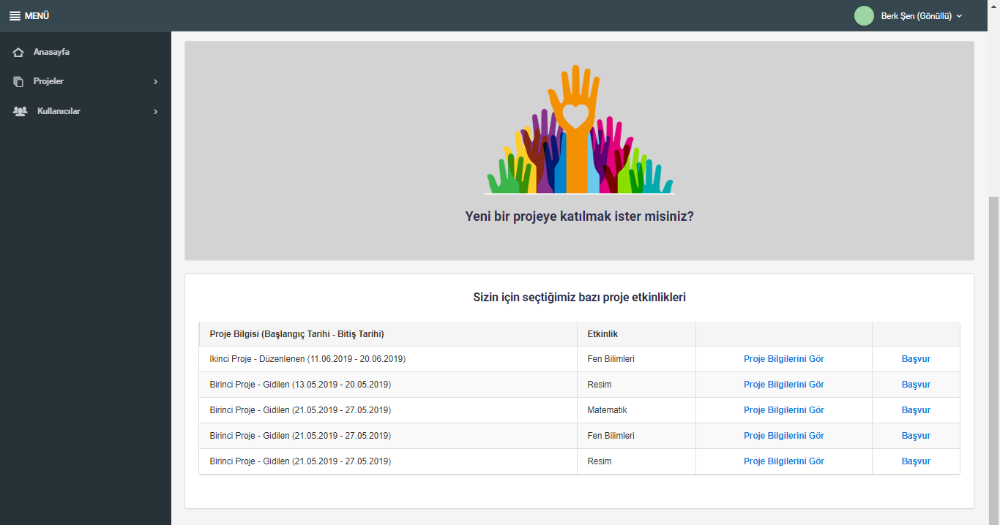 MENÜ
Berk Şen (Gönüllü)
Anasayfa
Projeler
Kullanıcılar
Yeni bir projeye katılmak ister misiniz?
Sizin için seçtiğimiz bazı proje etkinlikleri
Proje Bilgisi (Başlangıç Tarihi - Bitiş Tarihi) Etkinlik
Ikinci Proje - Düzenlenen (11.06.2019 - 20.06.2019) Fen Bilimleri Proje Bilgilerini Gör Başvur
Birinci Proje - Gidilen (13.05.2019 - 20.05.2019) Resim Proje Bilgilerini Gör Başvur
Birinci Proje - Gidilen (21.05.2019 - 27.05.2019) Matematik Proje Bilgilerini Gör Başvur
Birinci Proje - Gidilen (21.05.2019 - 27.05.2019) Fen Bilimleri Proje Bilgilerini Gör Başvur
Birinci Proje - Gidilen (21.05.2019 - 27.05.2019) Resim Proje Bilgilerini Gör Başvur